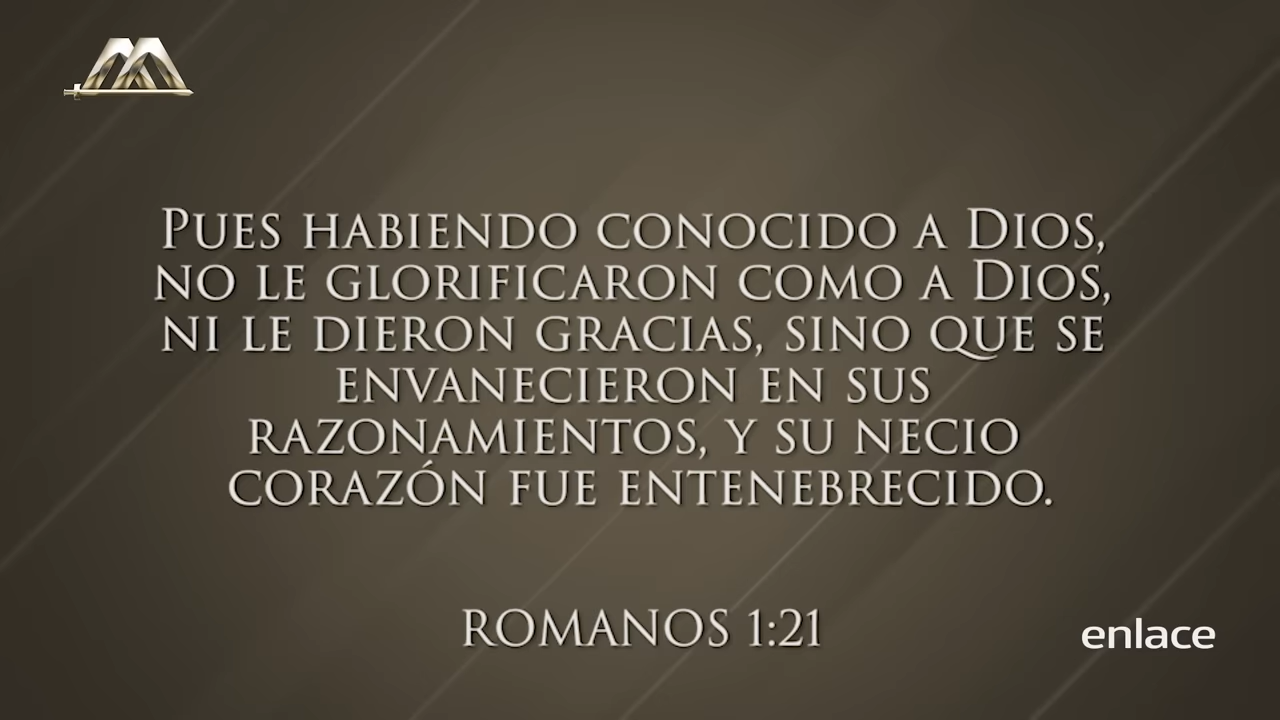 Pues habiendo conocido a Dios,
no le glorificaron como a Dios,
ni le dieron gracias, sino que se
envanecieron en sus
razonamientos, y su necio
corazón fue entenebrecido.
ROMANOS 1:21
enlace